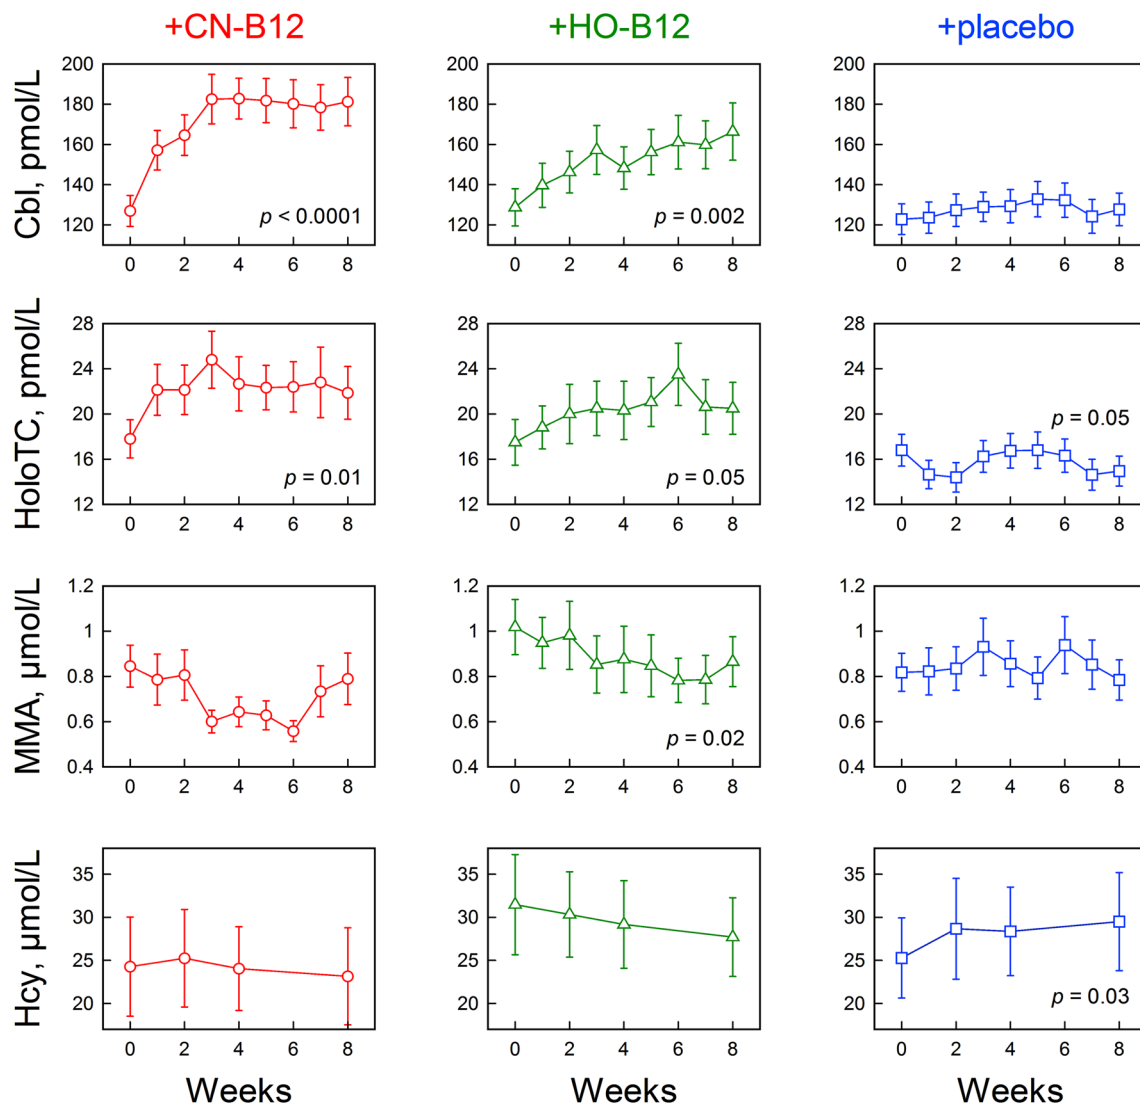 +CN-B12 +HO-B12 +placebo
Cbl, pmol/L
200 200 200
180 180 180
160 160 160
140 140 140
120 120 120
p < 0.0001 p = 0.002
0 2 4 6 8 0 2 4 6 8 0 2 4 6 8
HoloTC, pmol/L
28 28 28
24 24 24
20 20 20
16 16 16
12 12 12
p = 0.01 p = 0.05 p = 0.05
0 2 4 6 8 0 2 4 6 8 0 2 4 6 8
MMA, μmol/L
1.2 1.2 1.2
1 1 1
0.8 0.8 0.8
0.6 0.6 0.6
0.4 0.4 0.4
p = 0.02
0 2 4 6 8 0 2 4 6 8 0 2 4 6 8
Hcy, μmol/L
35 35 35
30 30 30
25 25 25
20 20 20
p = 0.03
0 2 4 6 8 0 2 4 6 8 0 2 4 6 8
Weeks Weeks Weeks